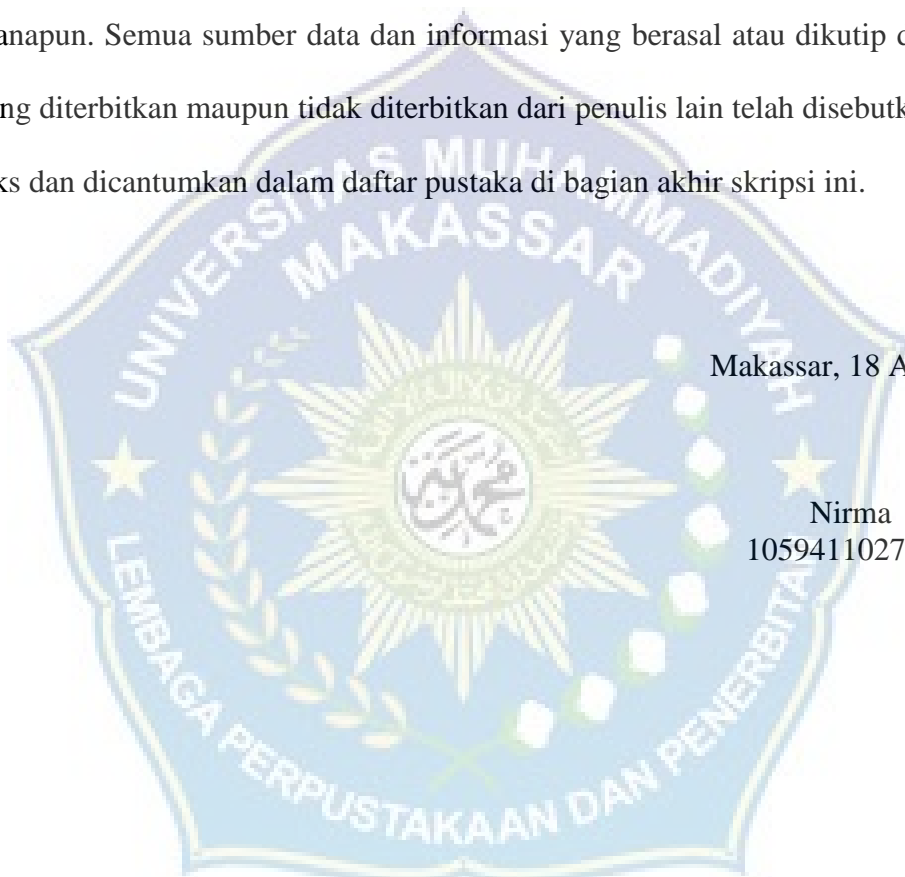 anapun. Semua sumber data dan informasi yang berasal atau dikutip d
ng diterbitkan maupun tidak diterbitkan dari penulis lain telah disebutk
ks dan dicantumkan dalam daftar pustaka di bagian akhir skripsi ini.
UNIVERSITAS MUHAMMADIYAH
MAKASSAR
Makassar, 18 A
Nirma
1059411027
LEMBAGA PERPUSTAKAAN DAN PENERBITAN